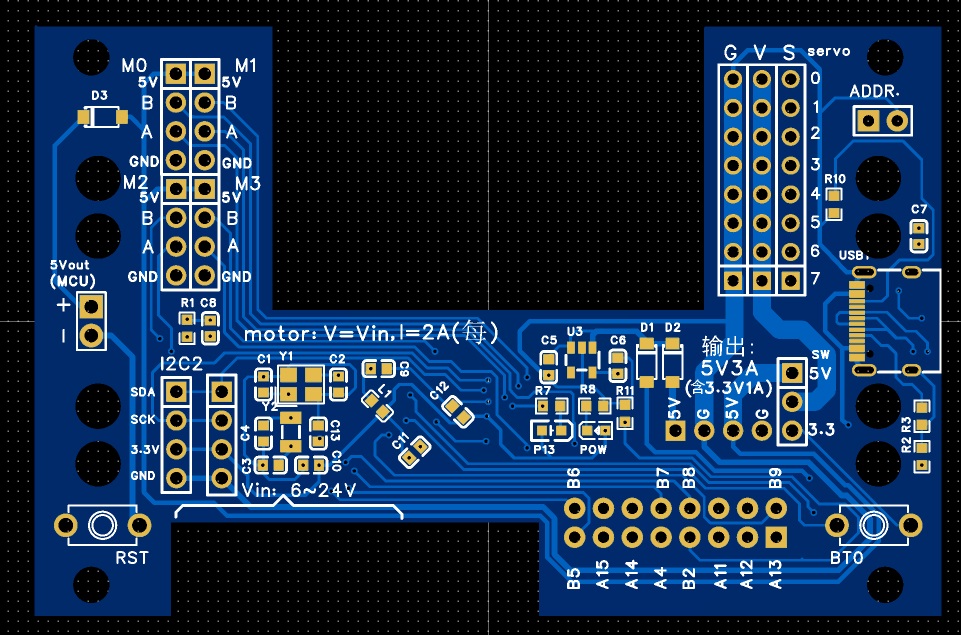 M0 M1
5V 5V
B B
A A
GND GND
M2 M3
5V 5V
B B
A A
GND GND
D3
5Vout
(MCU)
+
R1 C8
I2C2
SDA
SCK
3.3V
GND
RST
motor: V=Vin,I=2A(每)
C1 Y1 C2
C9
L1
C12
Y2
C4
C13
C11
C3
C10
Vin: 6~24V
G V S servo
0
1
2
3
4
5
6
7
ADDR.
R10
C7
USB1
C5 U3 C6
D1 D2
输出:
5V3A
(含3.3V1A)
SW
5V
3.3
R7 R8 R11
P13 POW
5V G 5V G
R3
R2
B6 B7 B8 B9
B5 A15 A14 A4 B2 A11 A12 A13
BT0